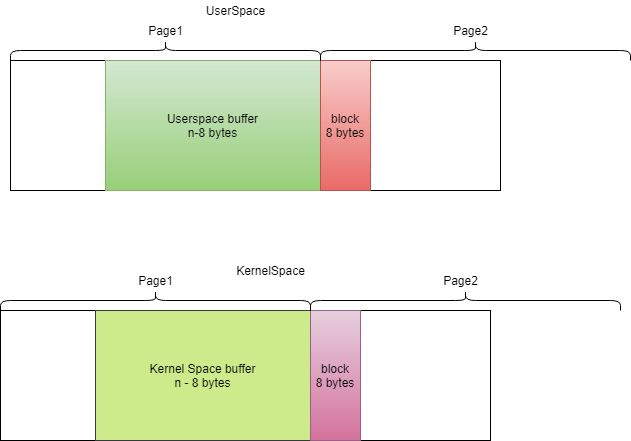 UserSpace
Page1
Page2
Userspace buffer
n-8 bytes
block
8 bytes
KernelSpace
Page1
Page2
Kernel Space buffer
n - 8 bytes
block
8 bytes